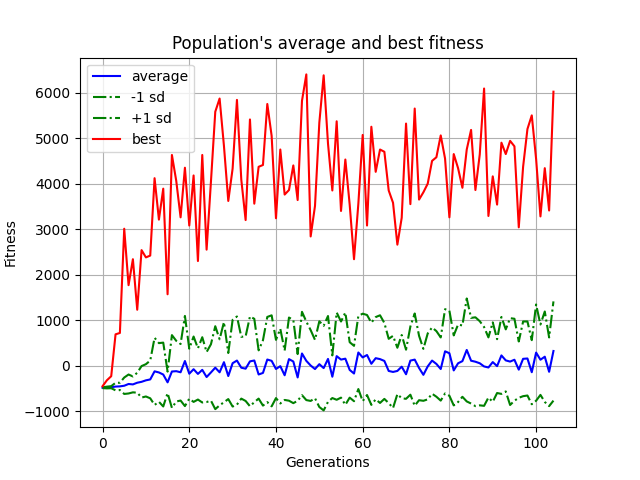 Population's average and best fitness
average
-1 sd
+1 sd
best
6000
5000
4000
3000
2000
1000
0
−1000
Fitness
0 20 40 60 80 100
Generations